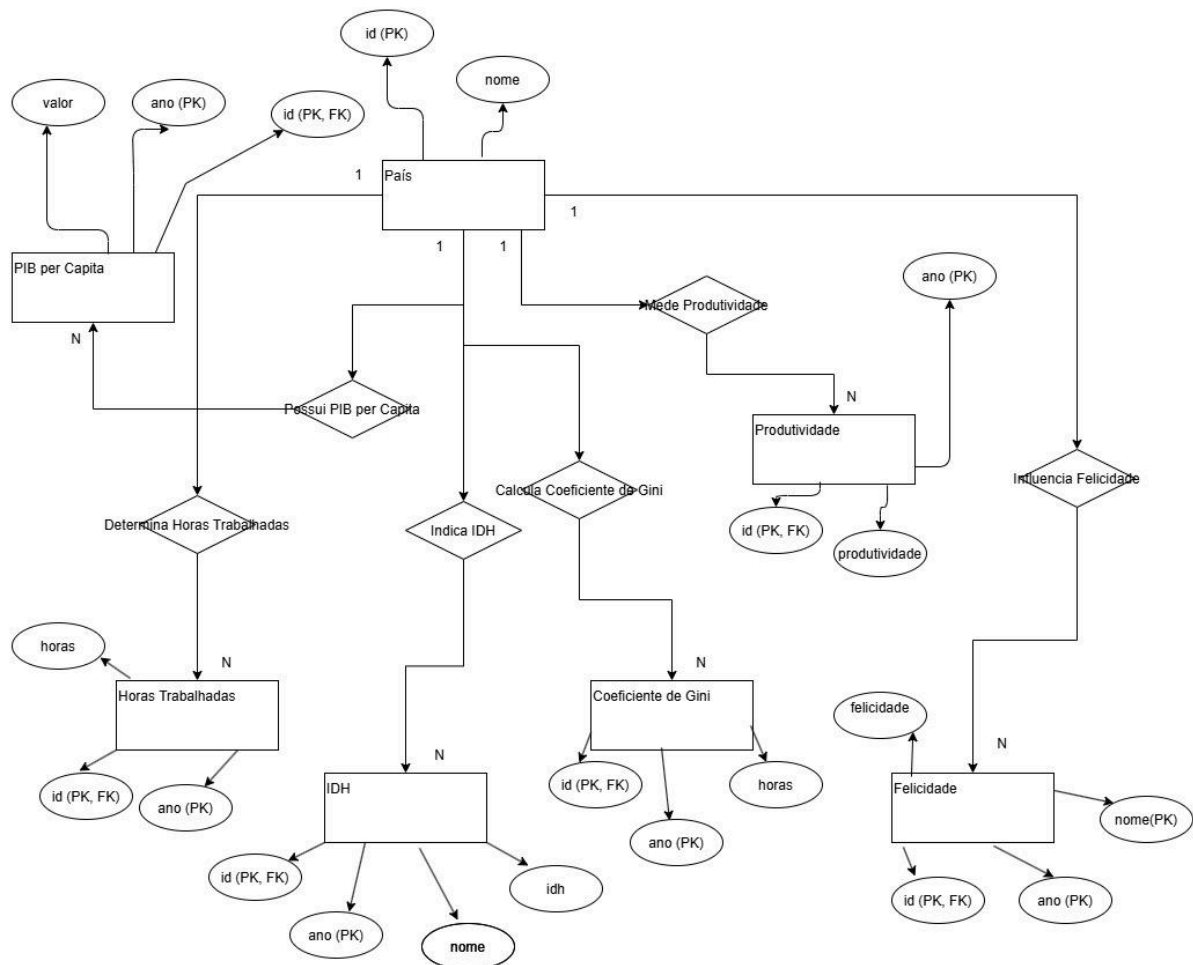 id (PK)
nome
valor
ano (PK)
id (PK, FK)
País
1
1
1
1
PIB per Capita
N
ano (PK)
Mede Produtividade
Possui PIB per Capita
N
Produtividade
Calcula Coeficiente de Gini
Influencia Felicidade
Determina Horas Trabalhadas
Indica IDH
id (PK, FK)
produtividade
horas
N
N
Horas Trabalhadas
Coeficiente de Gini
felicidade
N
N
id (PK, FK)
ano (PK)
IDH
id (PK, FK)
horas
Felicidade
nome(PK)
ano (PK)
id (PK, FK)
idh
id (PK, FK)
ano (PK)
ano (PK)
nome